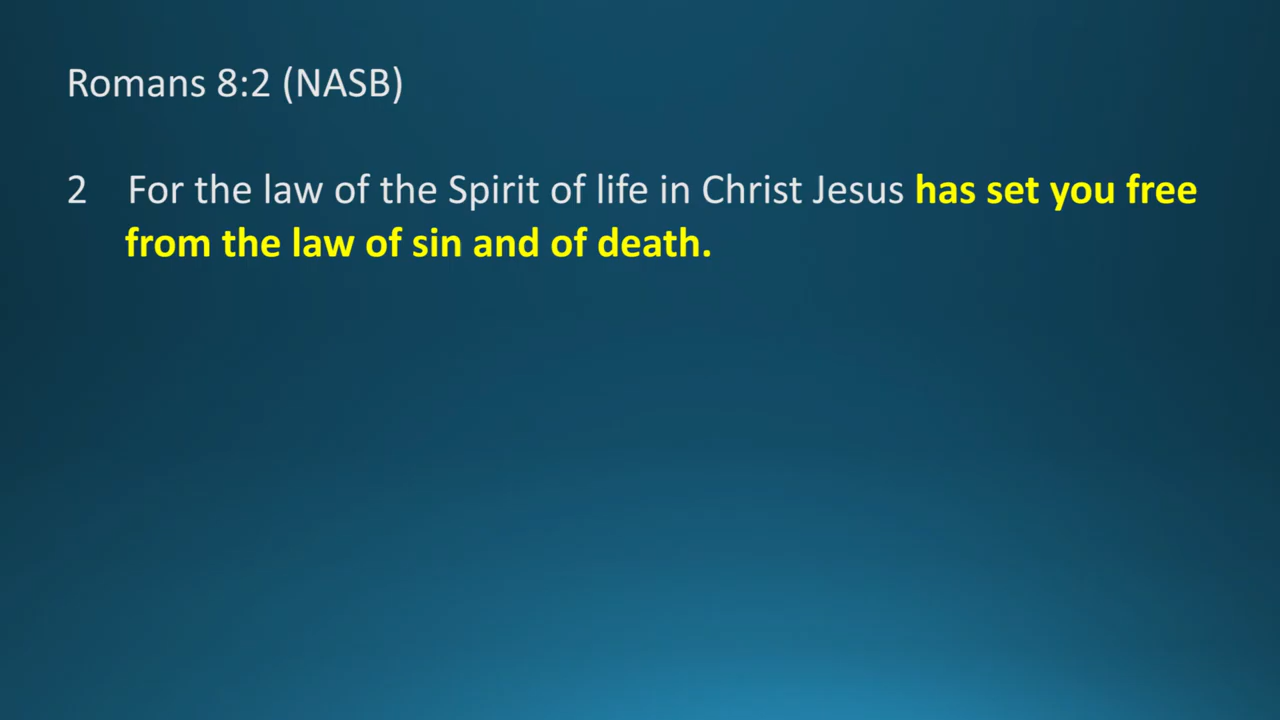 Romans 8:2 (NASB)
2 For the law of the Spirit of life in Christ Jesus has set you free
from the law of sin and of death.